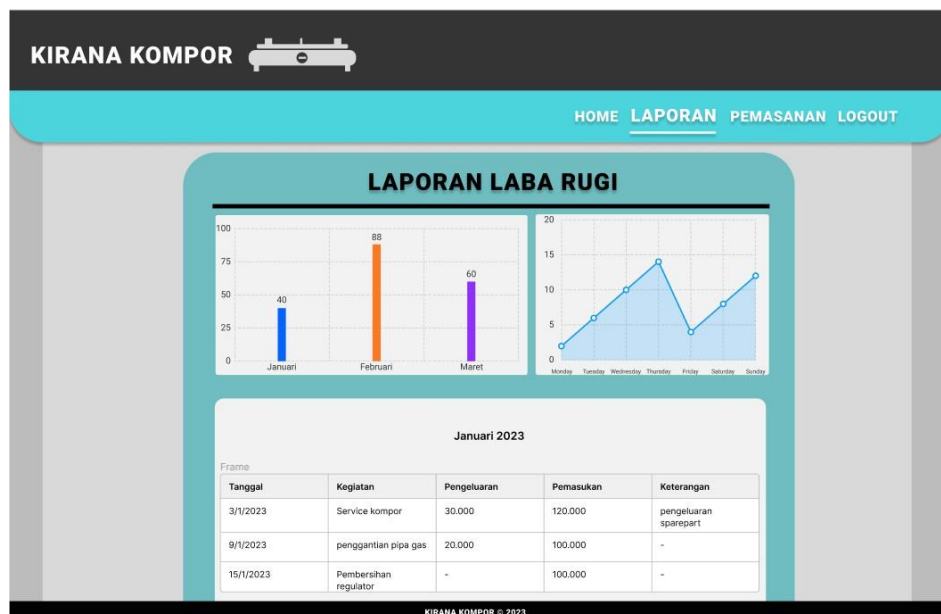 KIRANA KOMPOR
HOME LAPORAN PEMASANAN LOGOUT
LAPORAN LABA RUGI
100
75
50
25
0
40
88
60
Januari Februari Maret
20
15
10
5
0
Monday Tuesday Wednesday Thursday Friday Saturday Sunday
Januari 2023
Frame
Tanggal Kegiatan Pengeluaran Pemasukan Keterangan
3/1/2023 Service kompor 30.000 120.000 pengeluaran
sparepart
9/1/2023 penggantian pipa gas 20.000 100.000 -
15/1/2023 Pembersihan - 100.000 -
regulator
KIRANA KOMPOR © 2023